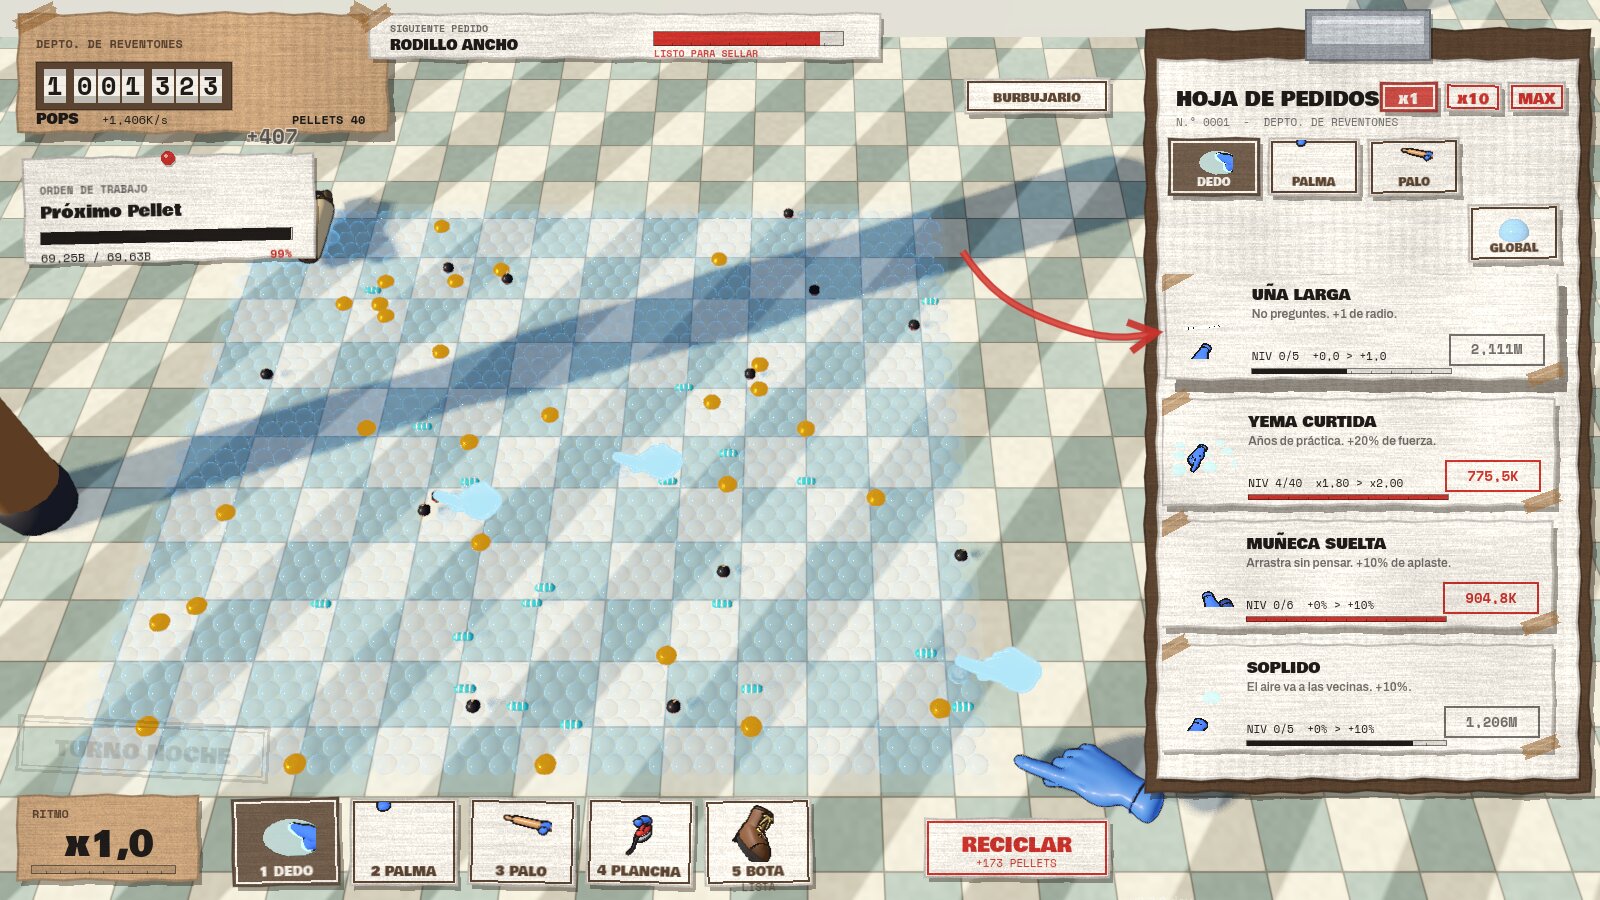 DEPTO. DE REVENTONES
1 001 323
POPS +1,406K/s PELLETS 40
+407
SIGUIENTE PEDIDO
RODILLO ANCHO
LISTO PARA SELLAR
ORDEN DE TRABAJO
Próximo Pellet
69,25B / 69,63B 99%
BURBUJARIO
HOJA DE PEDIDOS x1 x10 MAX
N.° 0001 - DEPTO. DE REVENTONES
DEDO PALMA PALO
GLOBAL
UÑA LARGA
No preguntes. +1 de radio.
NIV 0/5 +0,0 > +1,0 2,111M
YEMA CURTIDA
Años de práctica. +20% de fuerza.
NIV 4/40 x1,80 > x2,00 775,5K
MUÑECA SUELTA
Arrastra sin pensar. +10% de aplaste.
NIV 0/6 +0% > +10% 904,8K
SOPLIDO
El aire va a las vecinas. +10%.
NIV 0/5 +0% > +10% 1,206M
TURNO NOCHE
RITMO
x1,0
1 DEDO 2 PALMA 3 PALO 4 PLANCHA 5 BOTA
LISTA
RECICLAR
+173 PELLETS